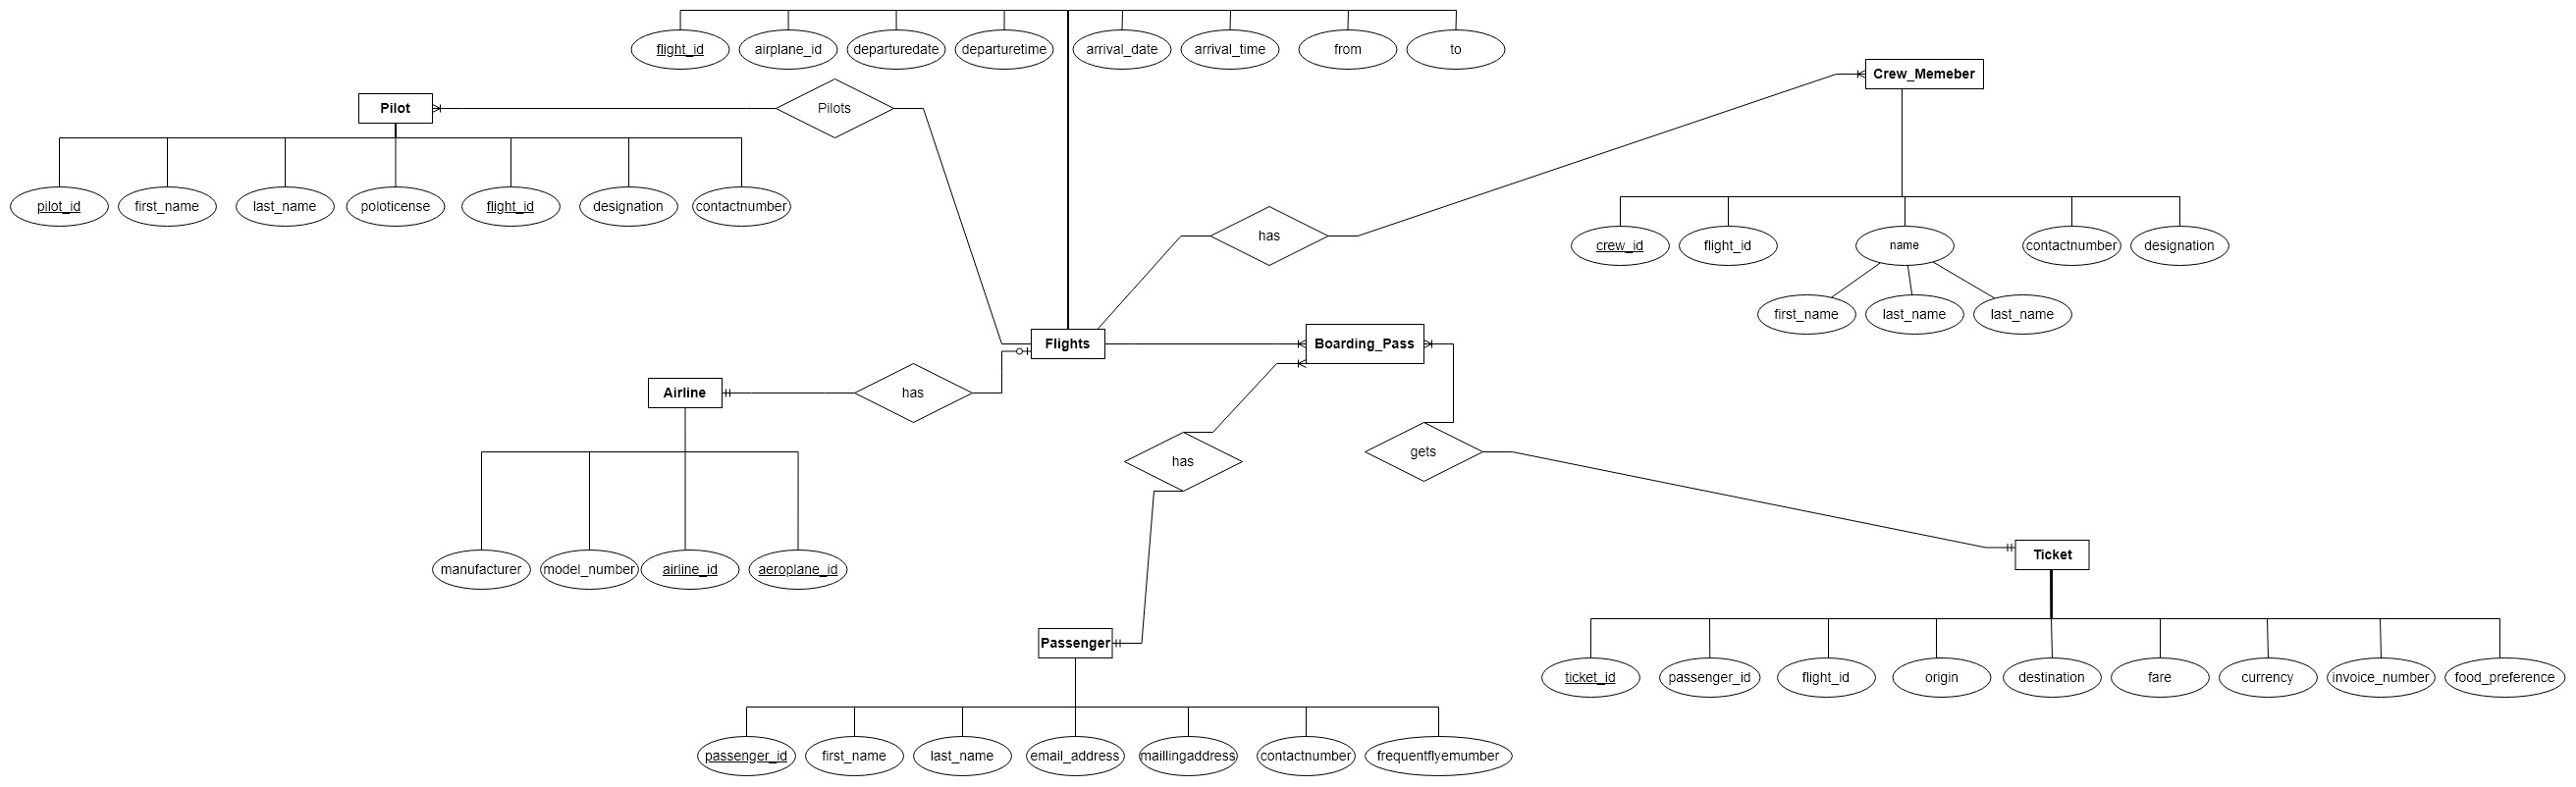 flight_id
airplane_id
departuredate
departuretime
arrival_date
arrival_time
from
to
Crew_Memeber
Pilot
Pilots
pilot_id
first_name
last_name
poloticense
flight_id
designation
contactnumber
has
crew_id
flight_id
name
contactnumber
designation
first_name
last_name
last_name
Flights
Boarding_Pass
Airline
has
has
gets
manufacturer
model_number
airline_id
aeroplane_id
Ticket
Passenger
ticket_id
passenger_id
flight_id
origin
destination
fare
currency
invoice_number
food_preference
passenger_id
first_name
last_name
email_address
maillingaddress
contactnumber
frequentflyemumber